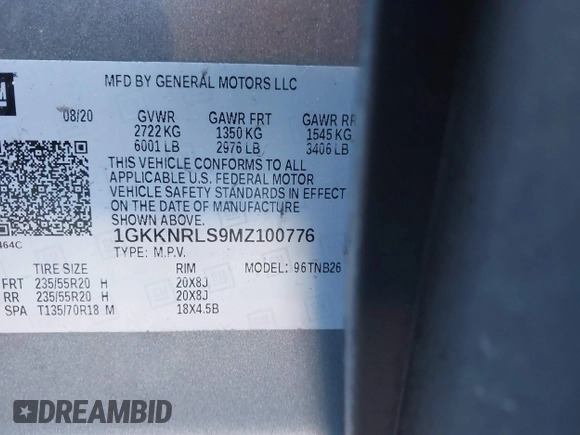 GM
MFD BY GENERAL MOTORS LLC
08/20 GVWR GAWR FRT GAWR RR
2722 KG 1350 KG 1545 KG
6001 LB 2976 LB 3406 LB
THIS VEHICLE CONFORMS TO ALL
APPLICABLE U.S. FEDERAL MOTOR
VEHICLE SAFETY STANDARDS IN EFFECT
ON THE DATE OF MANUFACTURE
SHOWN ABOVE.
464C
1GKKNRLS9MZ100776
TYPE: M.P.V.
TIRE SIZE RIM MODEL: 96TNB26
FRT 235/55R20 H 20X8J
RR 235/55R20 H 20X8J
SPA T135/70R18 M 18X4.5B
DREAMBID